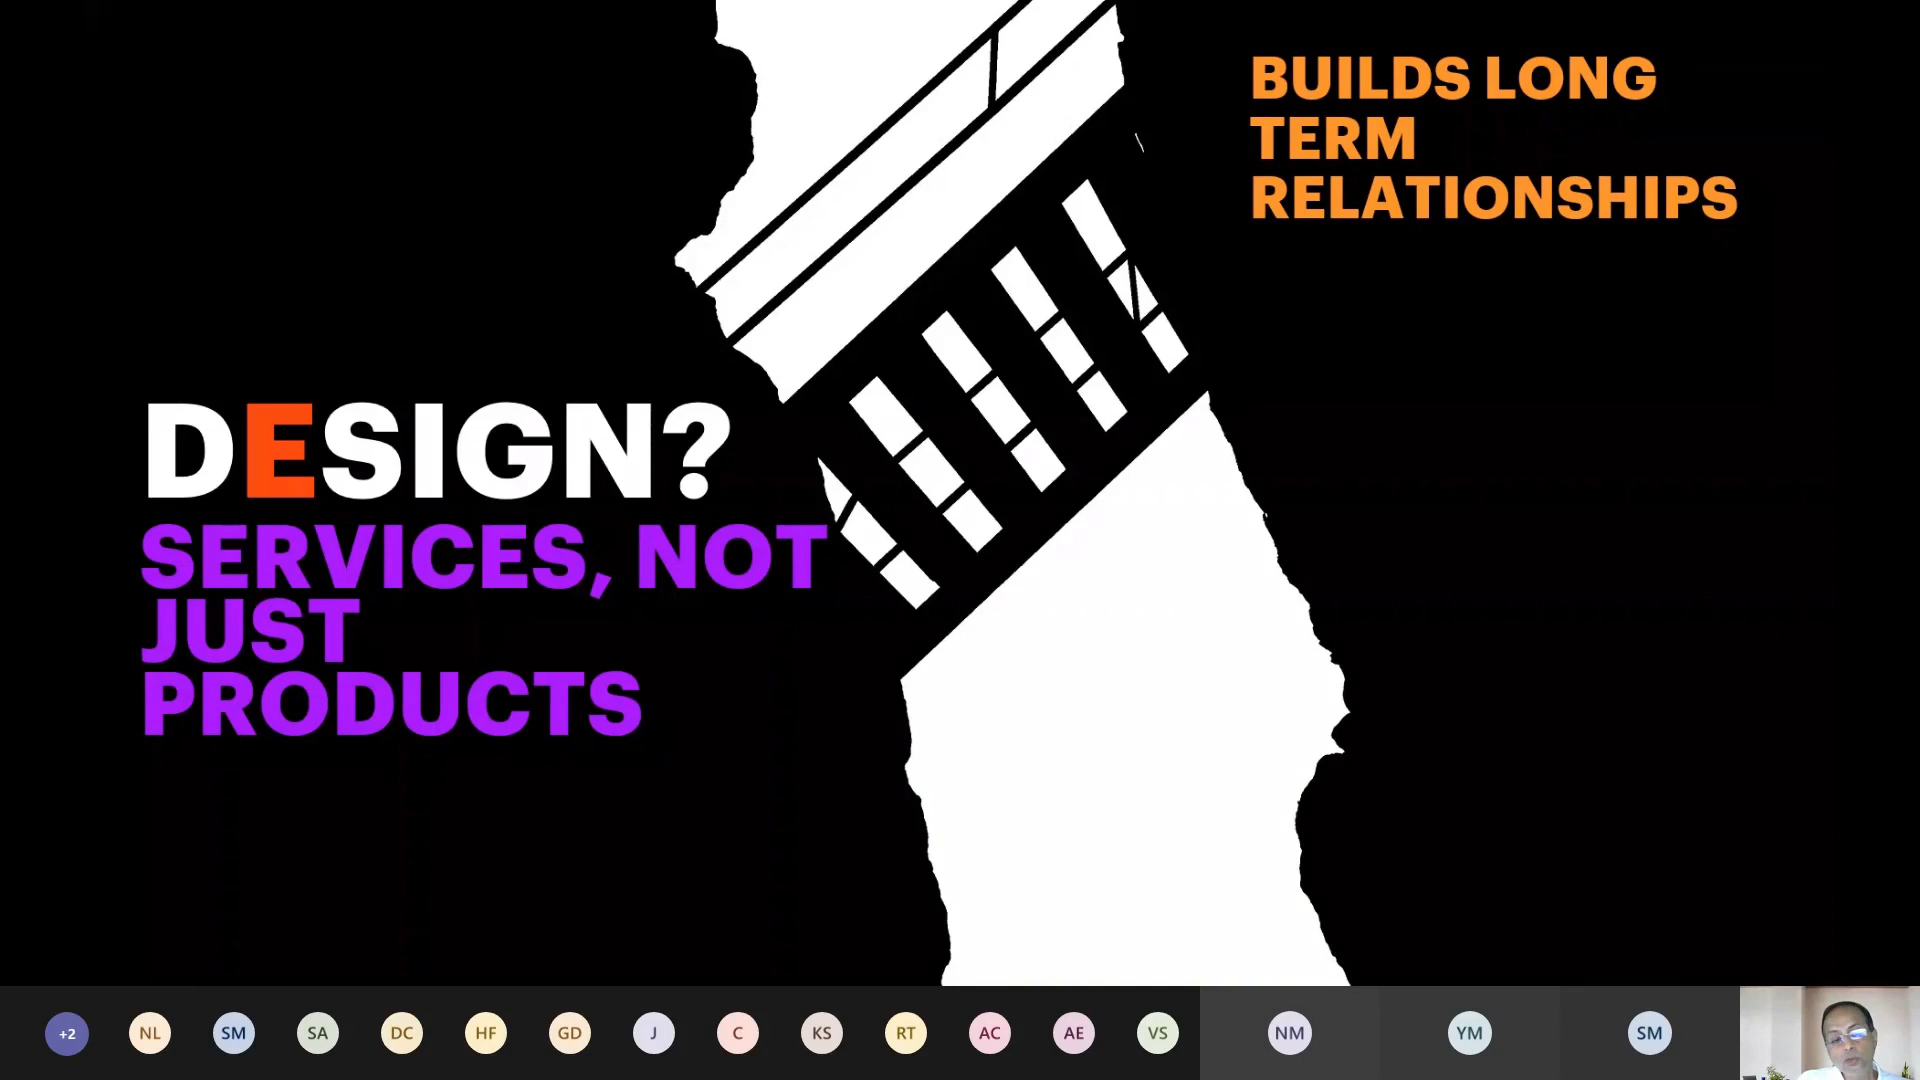 BUILDS LONG
TERM
RELATIONSHIPS
DESIGN?
SERVICES, NOT
JUST
PRODUCTS
+2
NL
SM
SA
DC
HF
GD
J
C
KS
RT
AC
AE
VS
NM
YM
SM